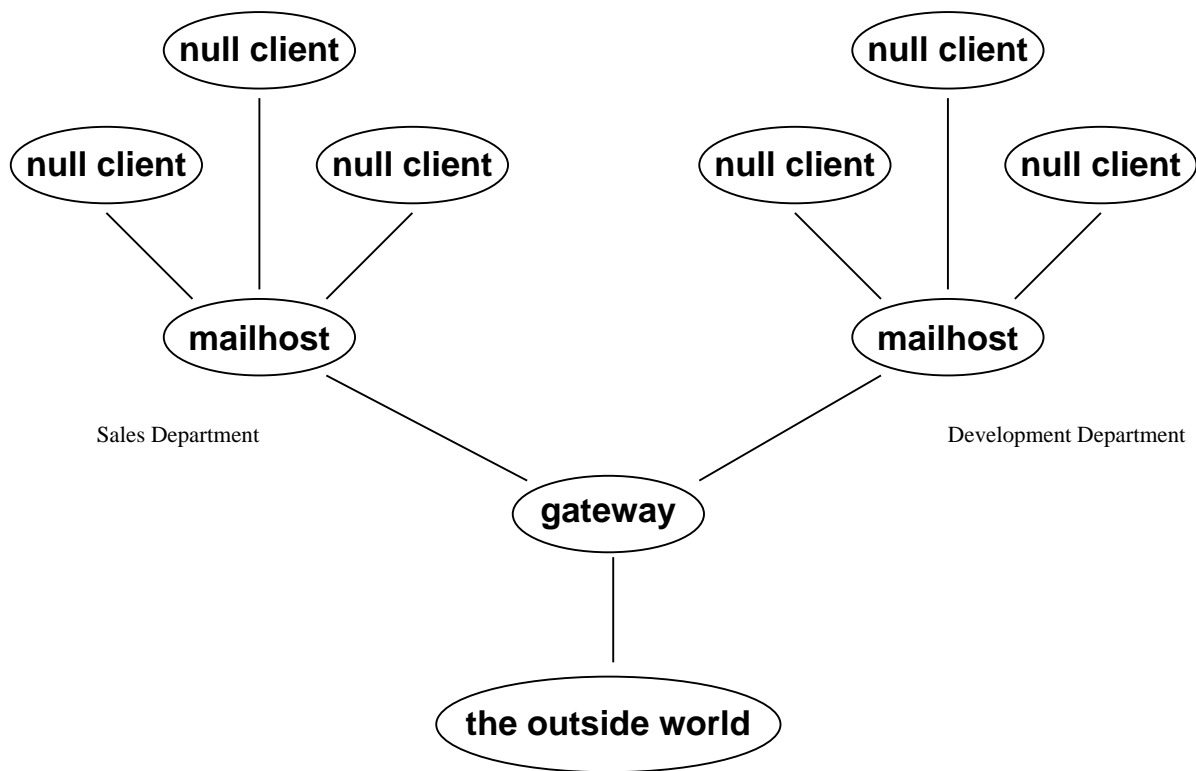 null client
null client
null client
null client
null client
null client
mailhost
mailhost
Sales Department
Development Department
gateway
the outside world